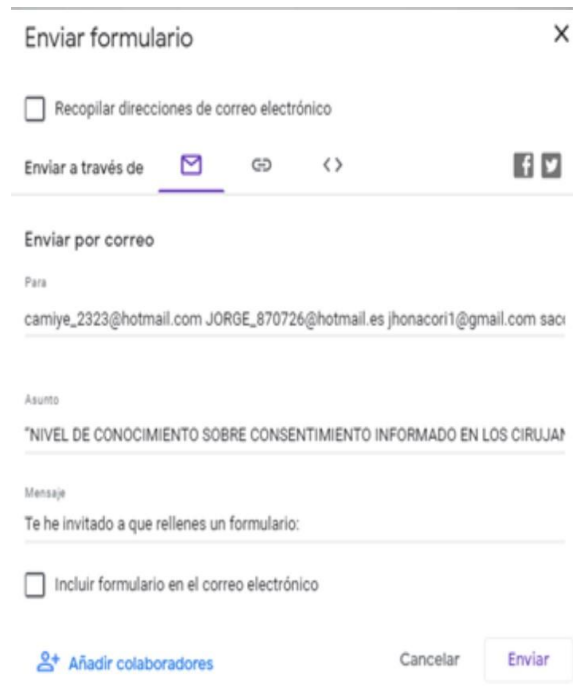 Enviar formulario
Recopilar direcciones de correo electrónico
Enviar a través de
Enviar por correo
Para
camiye_2323@hotmail.com JORGE_870726@hotmail.es jhonacori1@gmail.com sac
Asunto
"NIVEL DE CONOCIMIENTO SOBRE CONSENTIMIENTO INFORMADO EN LOS CIRUJAN
Mensaje
Te he invitado a que rellenes un formulario:
Incluir formulario en el correo electrónico
Añadir colaboradores Cancelar Enviar